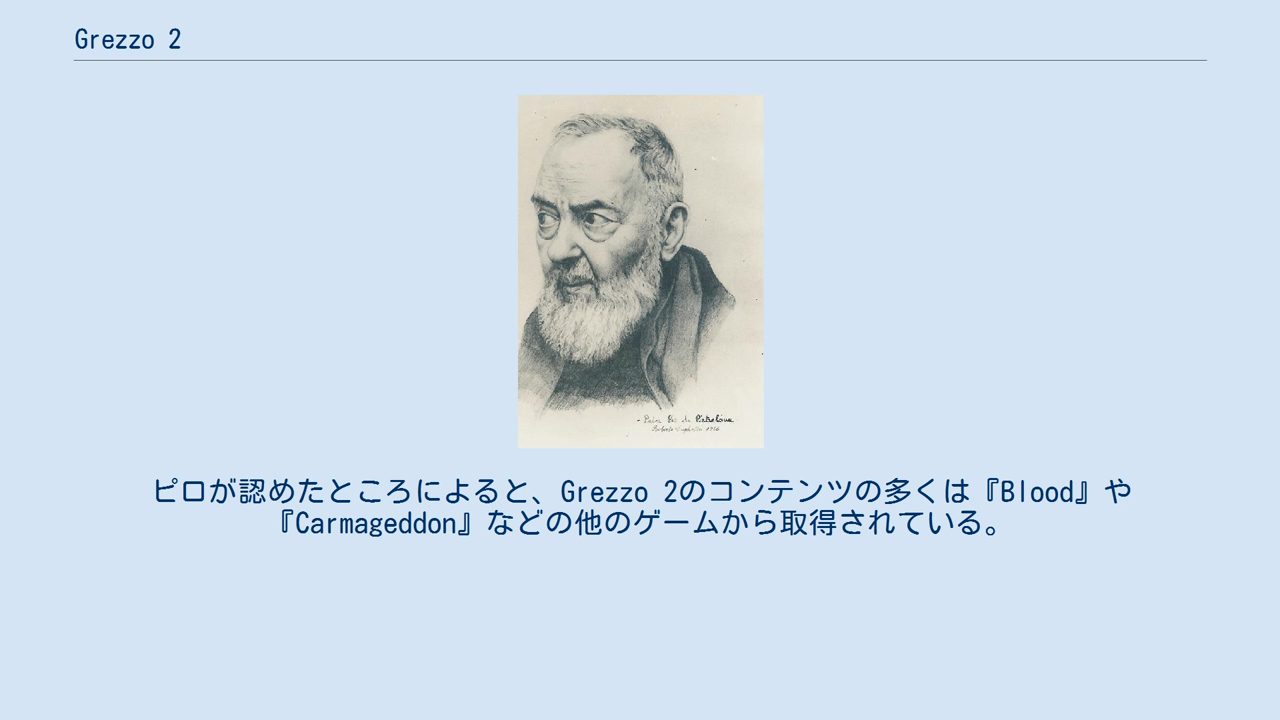 Grezzo 2
ピロが認めたところによると、Grezzo 2のコンテンツの多くは『Blood』や
『Carmageddon』などの他のゲームから取得されている。